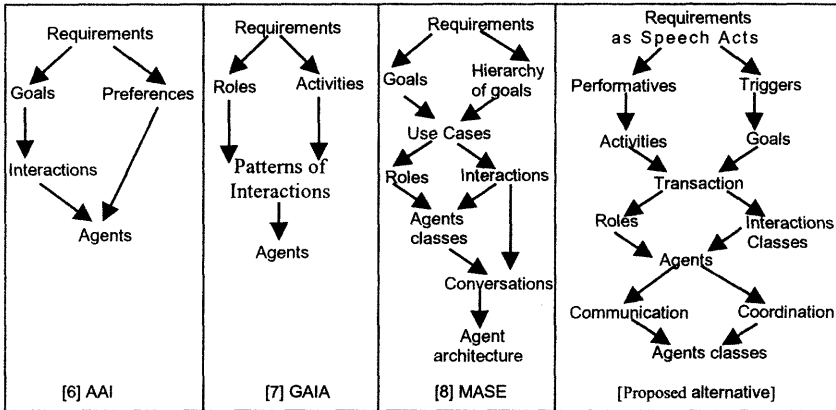 Requirements
Goals
Preferences
Interactions
Agents
[6] AAI
Requirements
Roles
Activities
Patterns of
Interactions
Agents
[7] GAIA
Requirements
Goals
Hierarchy
of goals
Use Cases
Roles
Interactions
Agents
classes
Conversations
Agent
architecture
[8] MASE
Requirements
as Speech Acts
Performatives
Triggers
Activities
Goals
Transaction
Roles
Interactions
Classes
Agents
Communication
Coordination
Agents classes
[Proposed alternative]